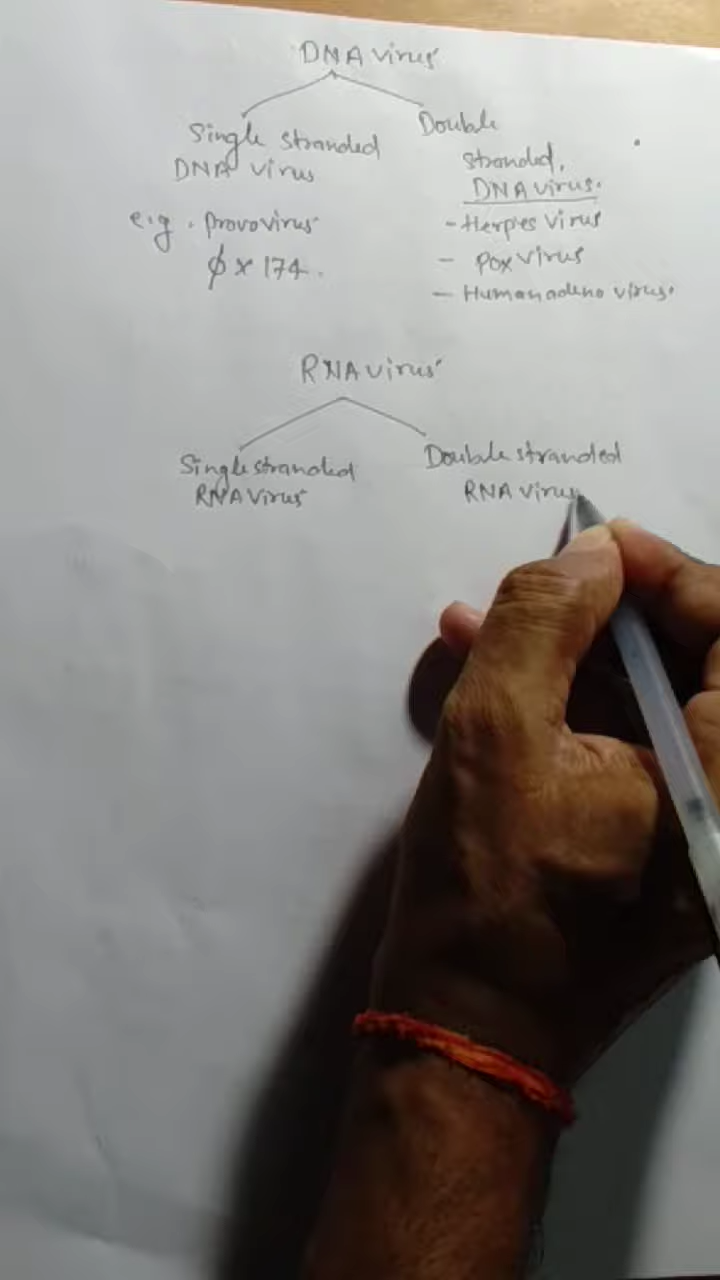 DNA virus
Single stranded
DNA virus
e.g. provovirus
φ x 174.
Double
stranded.
DNA virus.
- Herpes virus
- pox virus
- Human adeno virus.
RNA virus
Single stranded
RNA virus
Double stranded
RNA virus